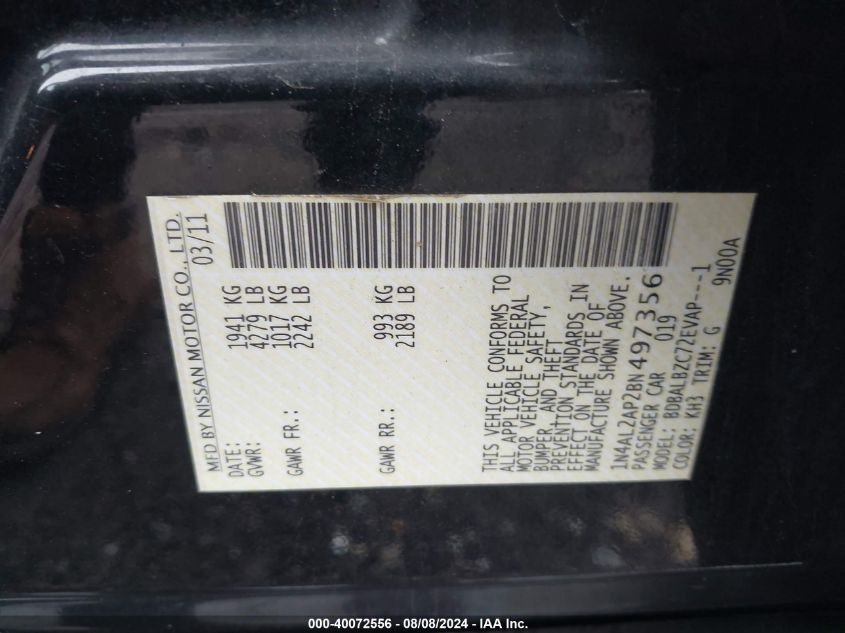 MFD BY NISSAN MOTOR CO., LTD.
DATE: 03/11
GVWR: 1941 KG
4279 LB
GAWR FR.: 1017 KG
2242 LB
GAWR RR.: 993 KG
2189 LB
THIS VEHICLE CONFORMS TO
ALL APPLICABLE FEDERAL
MOTOR VEHICLE SAFETY,
BUMPER, AND THEFT
PREVENTION STANDARDS IN
EFFECT ON THE DATE OF
MANUFACTURE SHOWN ABOVE.
1N4AL2AP2BN497356
PASSENGER CAR 019
MODEL: BDBALBZC72EVAP---1
COLOR: KH3 TRIM: G 9N00A
000-40072556 - 08/08/2024 - IAA Inc.